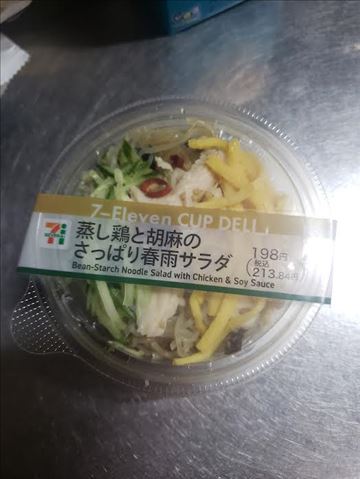 7-Eleven CUP DELI
蒸し鶏と胡麻の
さっぱり春雨サラダ
198円
(税込
213.84円)
Bean-Starch Noodle Salad with Chicken & Soy Sauce
7
ELEVEN